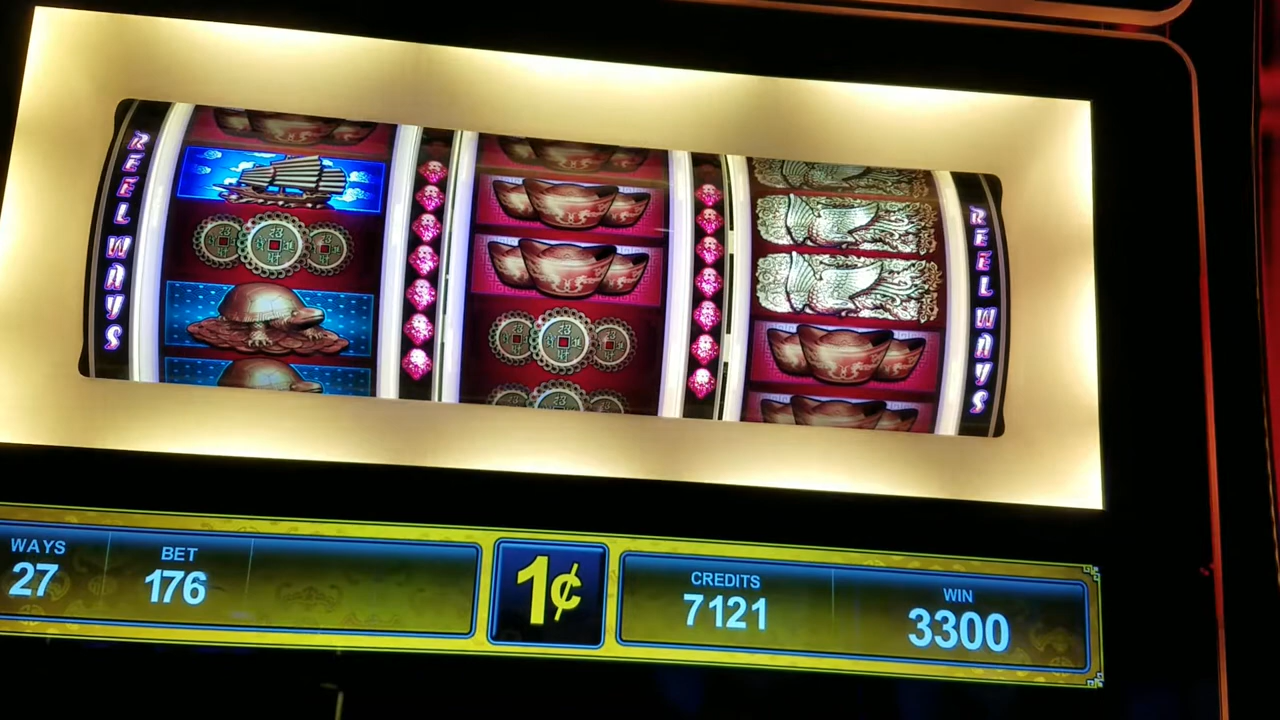 REEL WAYS
REEL WAYS
WAYS
27
BET
176
1¢
CREDITS
7121
WIN
3300